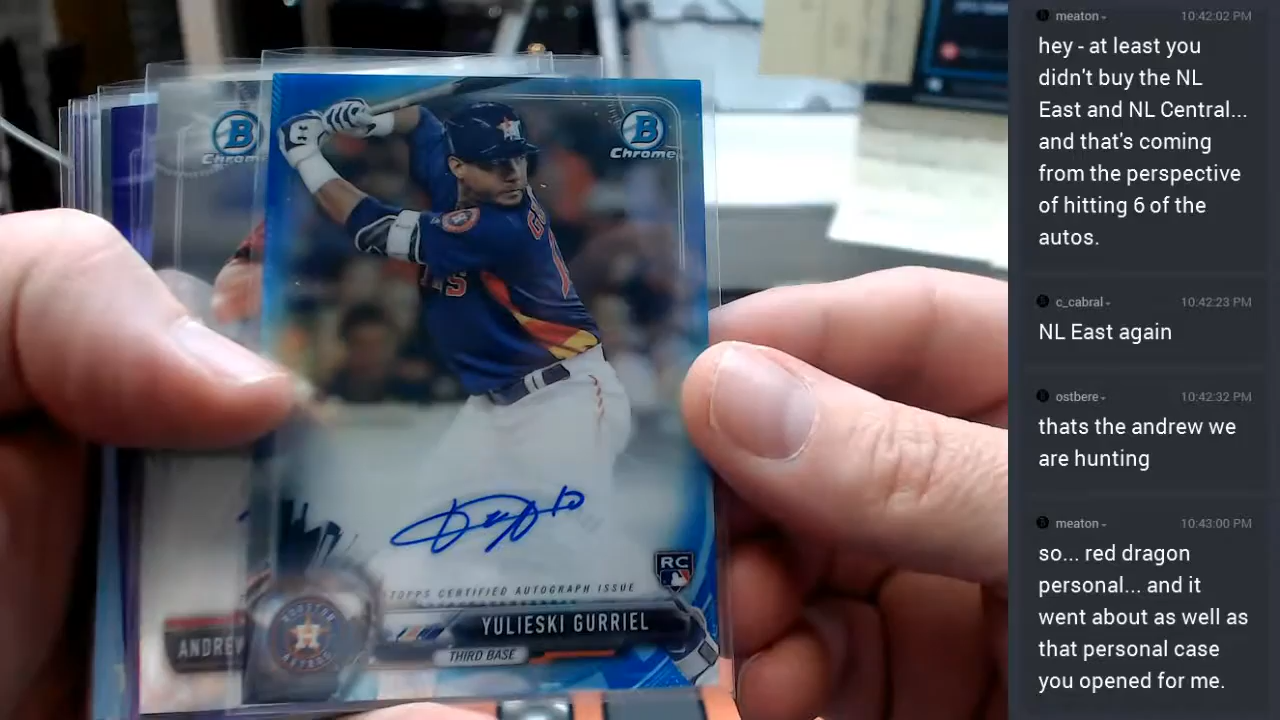 B
Chrome
B
Chrome
RC
TOPPS CERTIFIED AUTOGRAPH ISSUE
HOUSTON
ASTROS
YULIESKI GURRIEL
THIRD BASE
ANDREW
meaton
10:42:02 PM
hey - at least you
didn't buy the NL
East and NL Central...
and that's coming
from the perspective
of hitting 6 of the
autos.
c_cabral
10:42:23 PM
NL East again
ostbere
10:42:32 PM
thats the andrew we
are hunting
meaton
10:43:00 PM
so... red dragon
personal... and it
went about as well as
that personal case
you opened for me.